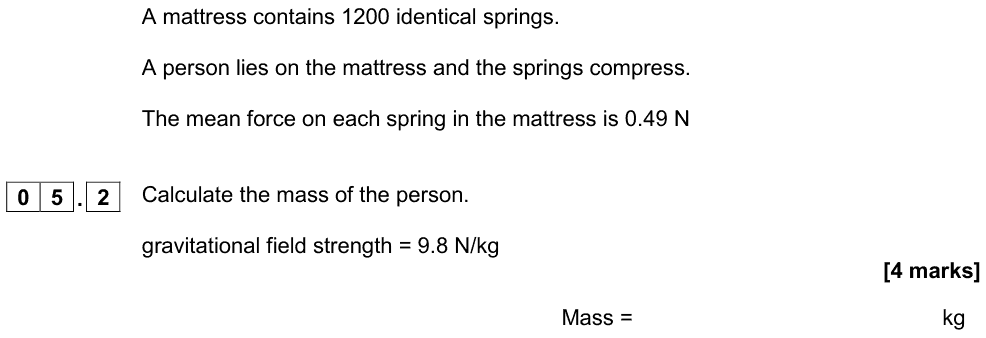 A mattress contains 1200 identical springs.
A person lies on the mattress and the springs compress.
The mean force on each spring in the mattress is 0.49 N
0 5 . 2 Calculate the mass of the person.
gravitational field strength = 9.8 N/kg
[4 marks]
Mass = kg